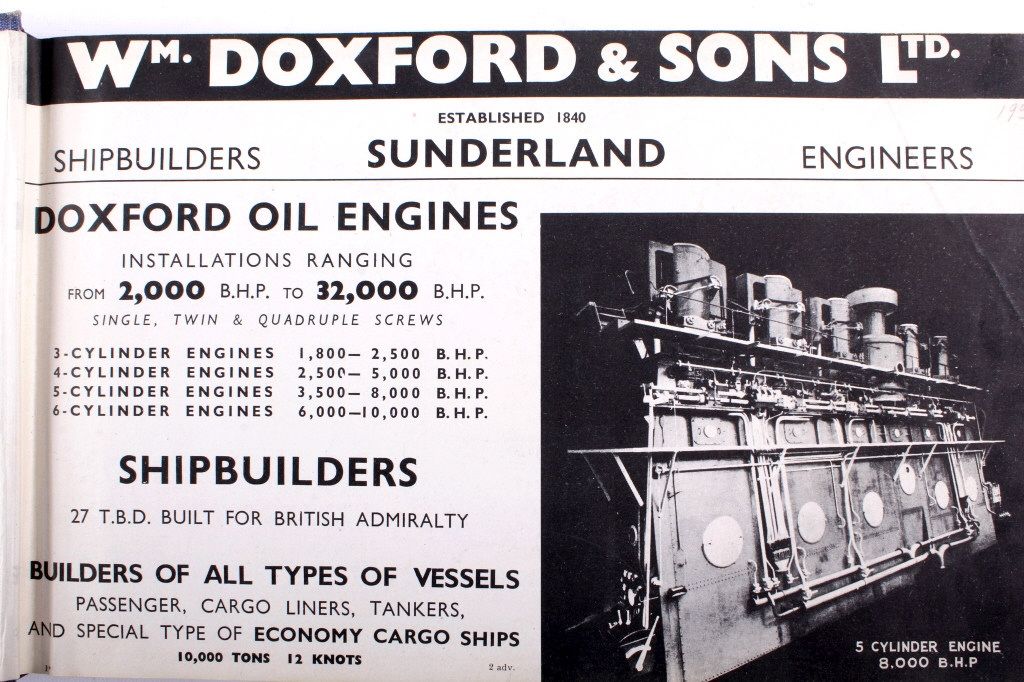 WM. DOXFORD & SONS LTD.
ESTABLISHED 1840
SHIPBUILDERS SUNDERLAND ENGINEERS
DOXFORD OIL ENGINES
INSTALLATIONS RANGING
FROM 2,000 B.H.P. TO 32,000 B.H.P.
SINGLE, TWIN & QUADRUPLE SCREWS
3-CYLINDER ENGINES 1,800— 2,500 B.H.P.
4-CYLINDER ENGINES 2,500— 5,000 B.H.P.
5-CYLINDER ENGINES 3,500— 8,000 B.H.P.
6-CYLINDER ENGINES 6,000—10,000 B.H.P.
SHIPBUILDERS
27 T.B.D. BUILT FOR BRITISH ADMIRALTY
BUILDERS OF ALL TYPES OF VESSELS
PASSENGER, CARGO LINERS, TANKERS,
AND SPECIAL TYPE OF ECONOMY CARGO SHIPS
10,000 TONS 12 KNOTS
2 adv.
5 CYLINDER ENGINE
8,000 B.H.P